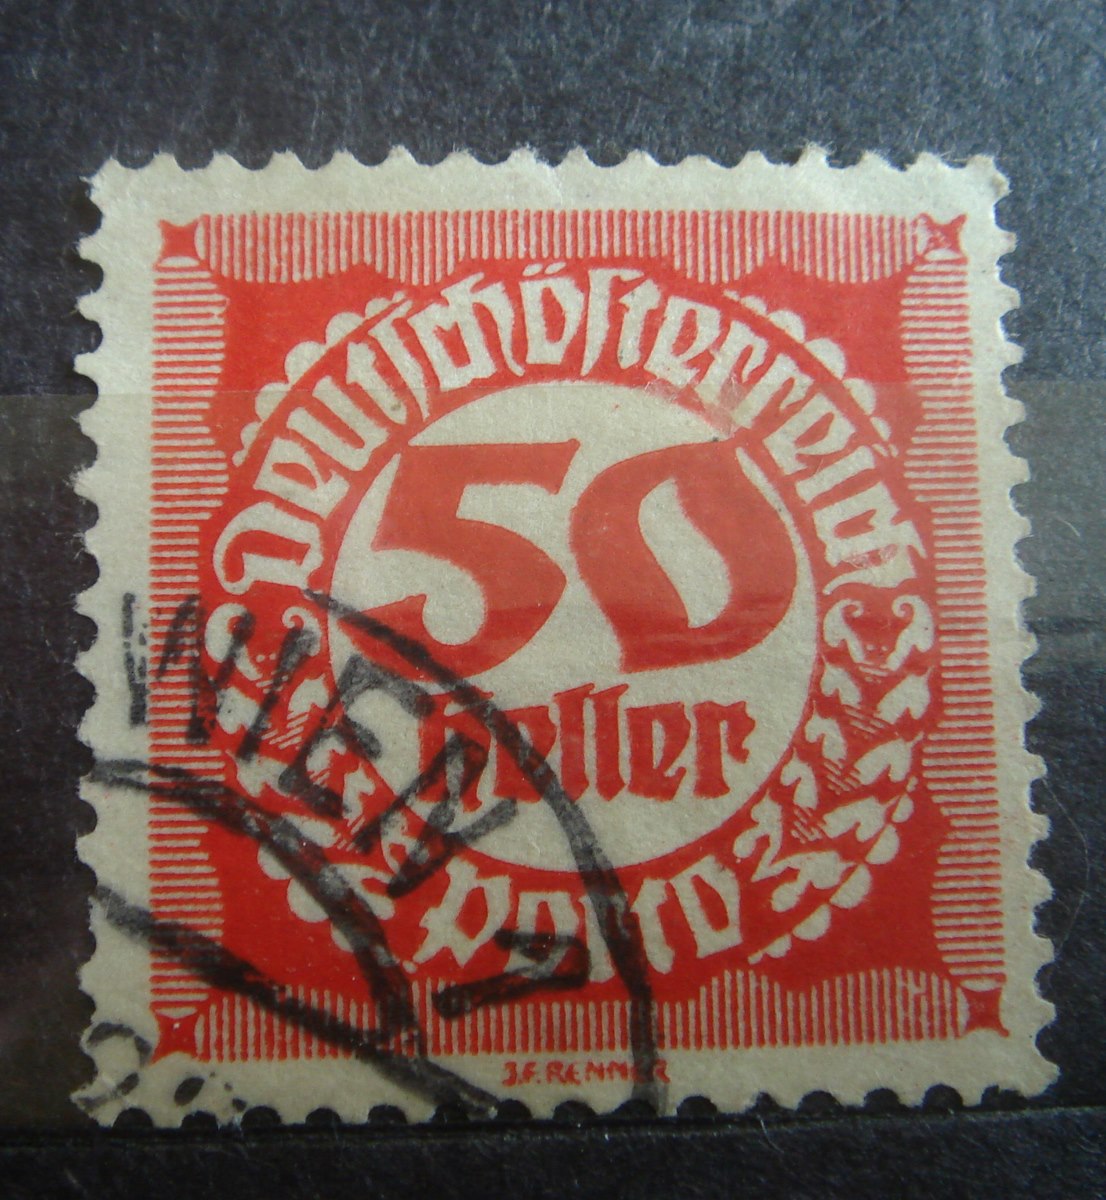 Deutschösterreich
50
heller
Porto
WIEN
J.F.RENNER